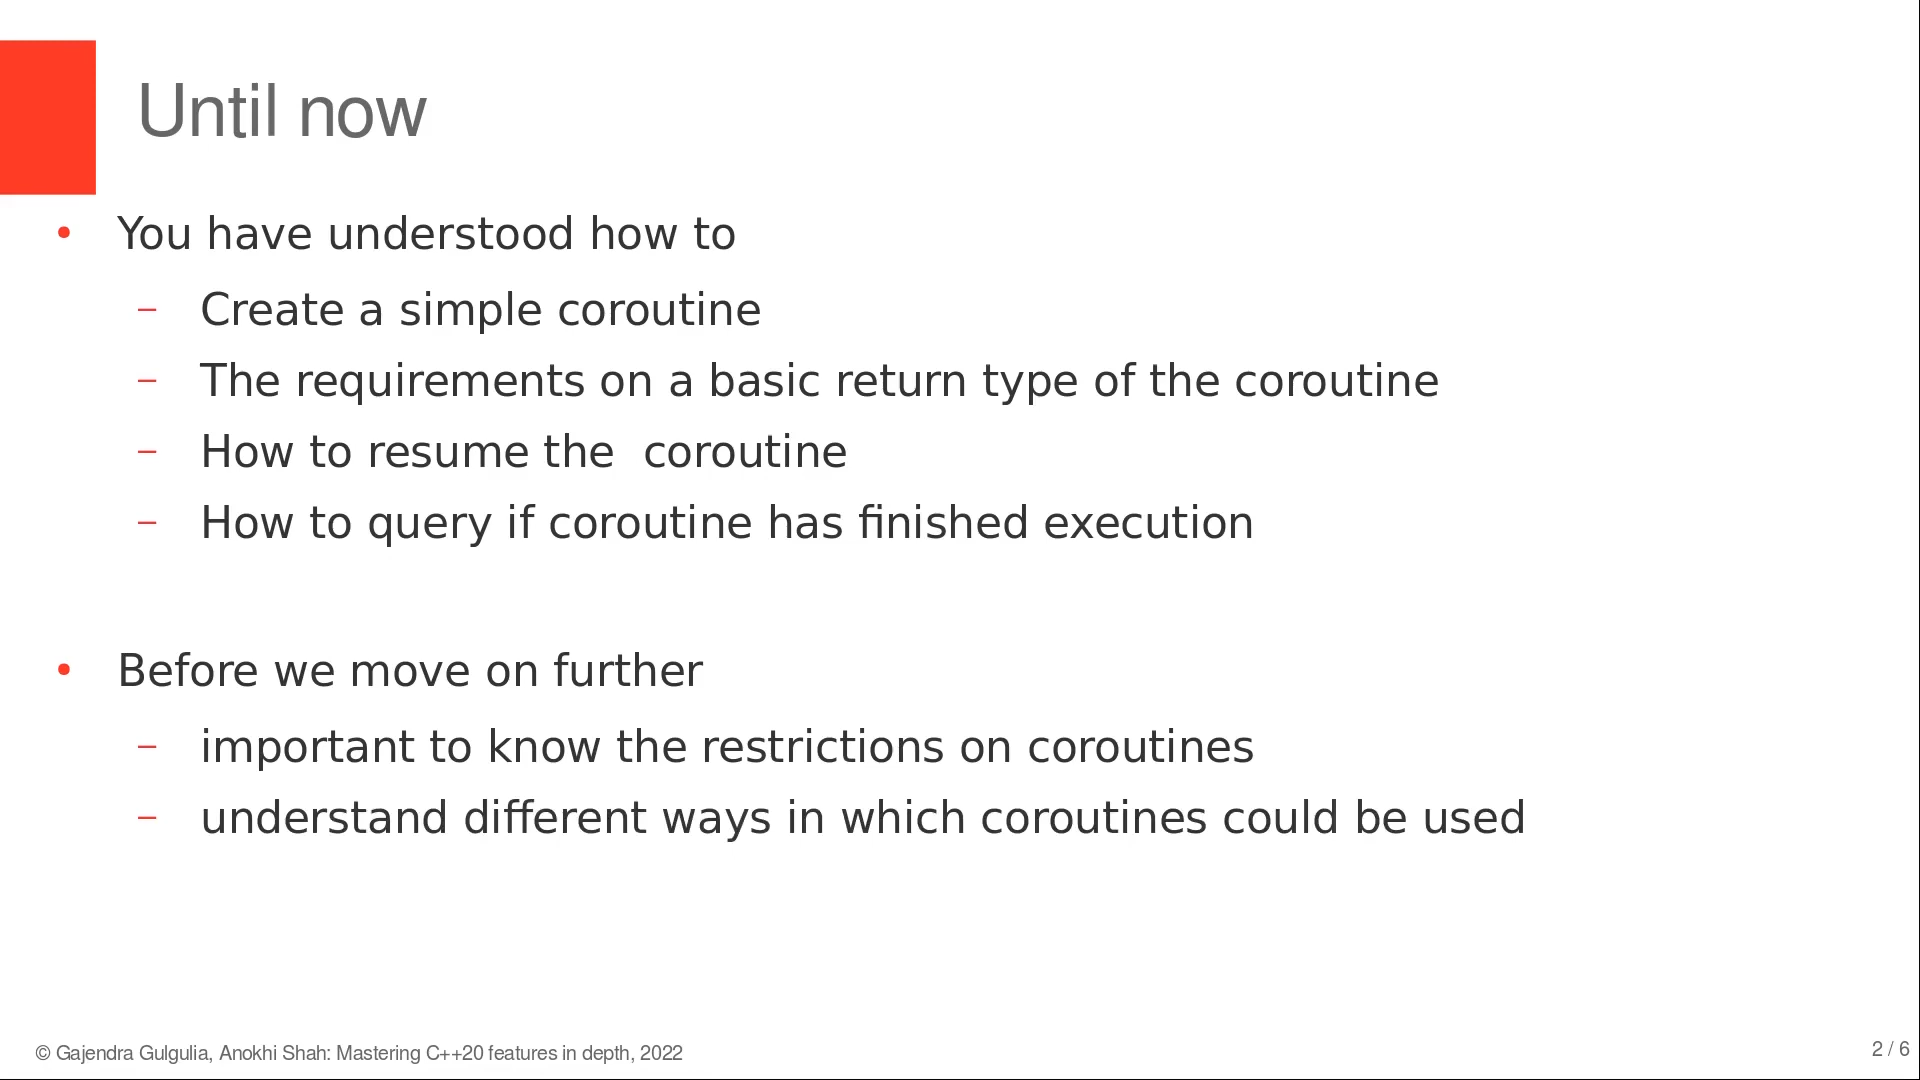 Until now
• You have understood how to
– Create a simple coroutine
– The requirements on a basic return type of the coroutine
– How to resume the  coroutine
– How to query if coroutine has finished execution
• Before we move on further
– important to know the restrictions on coroutines
– understand different ways in which coroutines could be used
© Gajendra Gulgulia, Anokhi Shah: Mastering C++20 features in depth, 2022
2 / 6